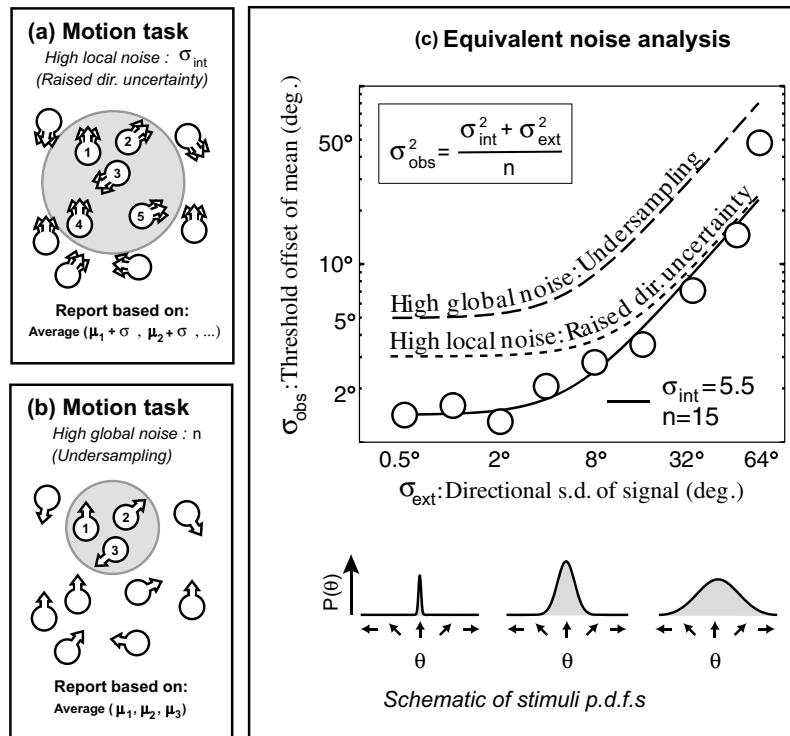 (a) Motion task
High local noise : σint
(Raised dir. uncertainty)
1
2
3
4
5
Report based on:
Average (μ1 + σ , μ2 + σ , ...)
(b) Motion task
High global noise : n
(Undersampling)
1
2
3
Report based on:
Average (μ1, μ2, μ3)
(c) Equivalent noise analysis
σobs:Threshold offset of mean (deg.)
50°
10°
5°
2°
σ²obs = (σ²int + σ²ext) / n
High global noise:Undersampling
High local noise:Raised dir. uncertainty
σint=5.5
n=15
0.5° 2° 8° 32° 64°
σext:Directional s.d. of signal (deg.)
P(θ)
θ θ θ
Schematic of stimuli p.d.f.s